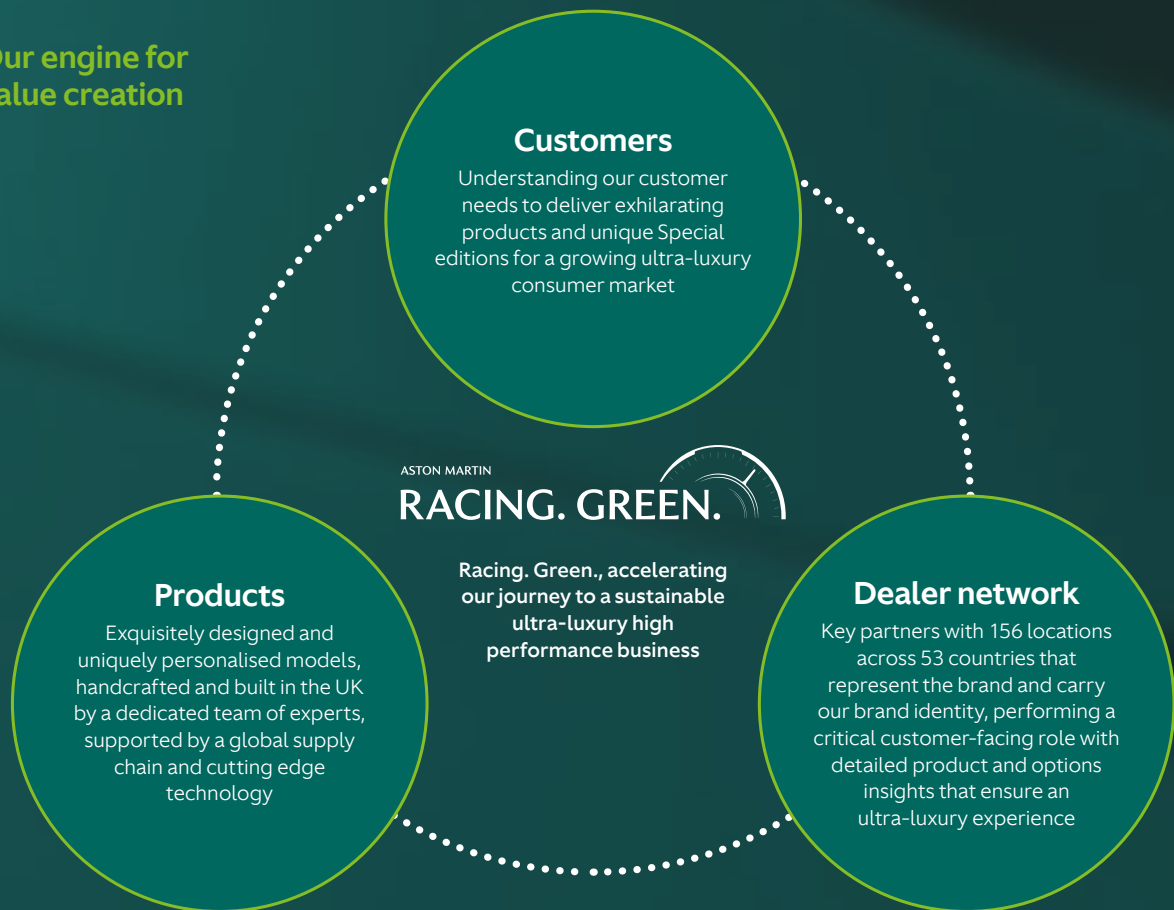 engine for
creation
Customers
Understanding our customer
needs to deliver exhilarating
products and unique Special
editions for a growing ultra-luxury
consumer market
ASTON MARTIN
RACING. GREEN.
Racing. Green., accelerating
our journey to a sustainable
ultra-luxury high
performance business
Products
Exquisitely designed and
uniquely personalised models,
handcrafted and built in the UK
by a dedicated team of experts,
supported by a global supply
chain and cutting edge
technology
Dealer network
Key partners with 156 locations
across 53 countries that
represent the brand and carry
our brand identity, performing a
critical customer-facing role with
detailed product and options
insights that ensure an
ultra-luxury experience